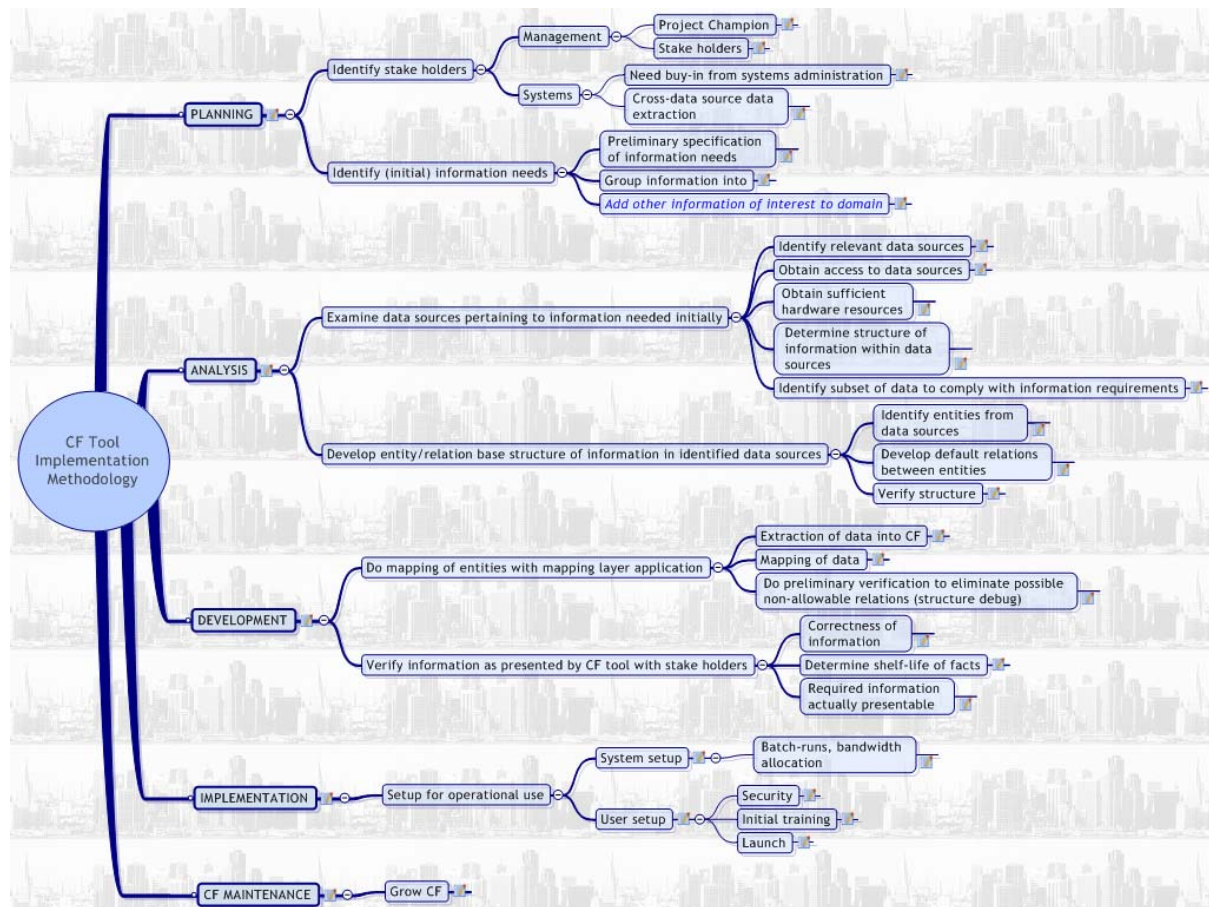 CF Tool
Implementation
Methodology
PLANNING
Identify stake holders
Management
Project Champion
Stake holders
Systems
Need buy-in from systems administration
Cross-data source data
extraction
Identify (initial) information needs
Preliminary specification
of information needs
Group information into
Add other information of interest to domain
ANALYSIS
Examine data sources pertaining to information needed initially
Identify relevant data sources
Obtain access to data sources
Obtain sufficient
hardware resources
Determine structure of
information within data
sources
Identify subset of data to comply with information requirements
Develop entity/relation base structure of information in identified data sources
Identify entities from
data sources
Develop default relations
between entities
Verify structure
DEVELOPMENT
Do mapping of entities with mapping layer application
Extraction of data into CF
Mapping of data
Do preliminary verification to eliminate possible
non-allowable relations (structure debug)
Verify information as presented by CF tool with stake holders
Correctness of
information
Determine shelf-life of facts
Required information
actually presentable
IMPLEMENTATION
Setup for operational use
System setup
Batch-runs, bandwidth
allocation
User setup
Security
Initial training
Launch
CF MAINTENANCE
Grow CF